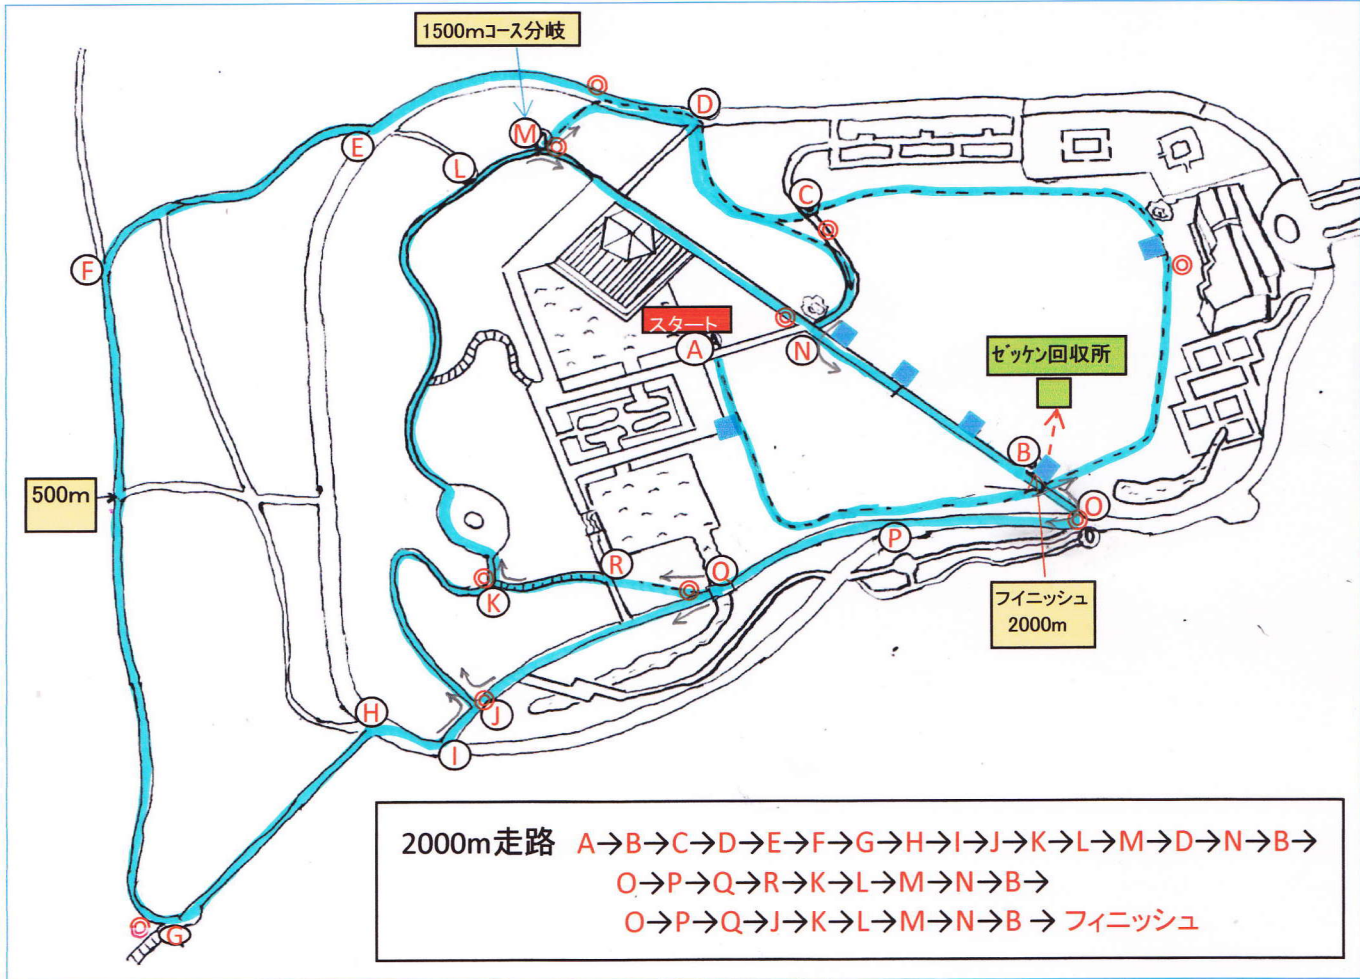 1500mコース分岐
D
M
E
L
C
F
スタート
A
N
ゼッケン回収所
B
500m
O
P
R
Q
K
フイニッシュ
2000m
H
J
I
G
2000m走路 A→B→C→D→E→F→G→H→I→J→K→L→M→D→N→B→
O→P→Q→R→K→L→M→N→B→
O→P→Q→J→K→L→M→N→B→ フィニッシュ